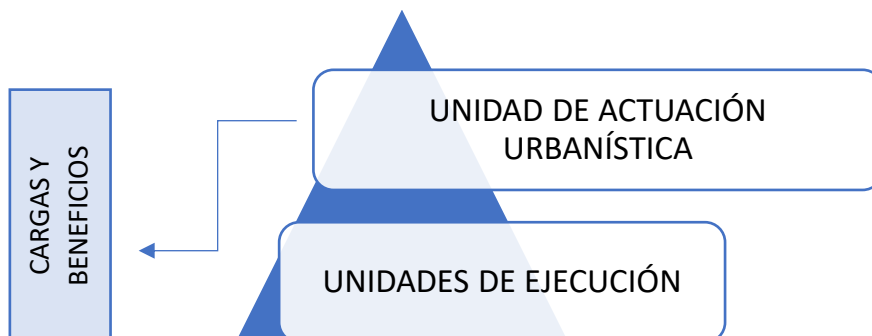 CARGAS Y
BENEFICIOS
UNIDAD DE ACTUACIÓN
URBANÍSTICA
UNIDADES DE EJECUCIÓN